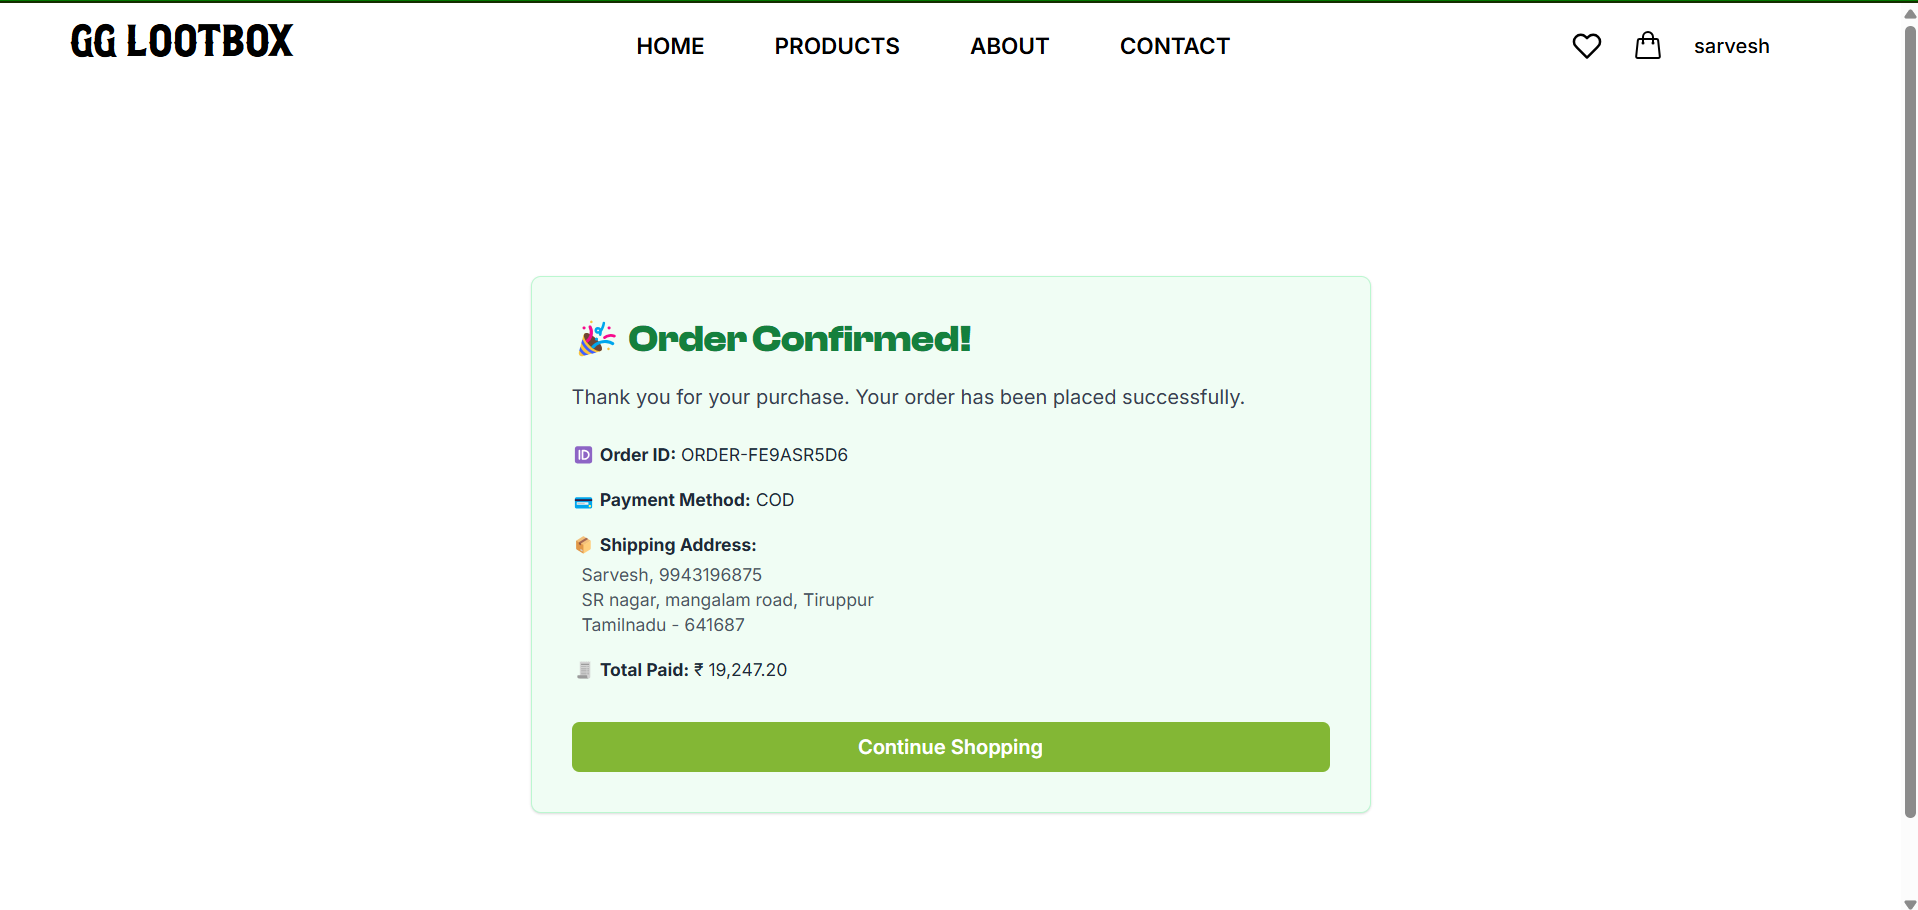 GG LOOTBOX
HOME
PRODUCTS
ABOUT
CONTACT
sarvesh
Order Confirmed!
Thank you for your purchase. Your order has been placed successfully.
Order ID: ORDER-FE9ASR5D6
Payment Method: COD
Shipping Address:
Sarvesh, 9943196875
SR nagar, mangalam road, Tiruppur
Tamilnadu - 641687
Total Paid: ₹ 19,247.20
Continue Shopping